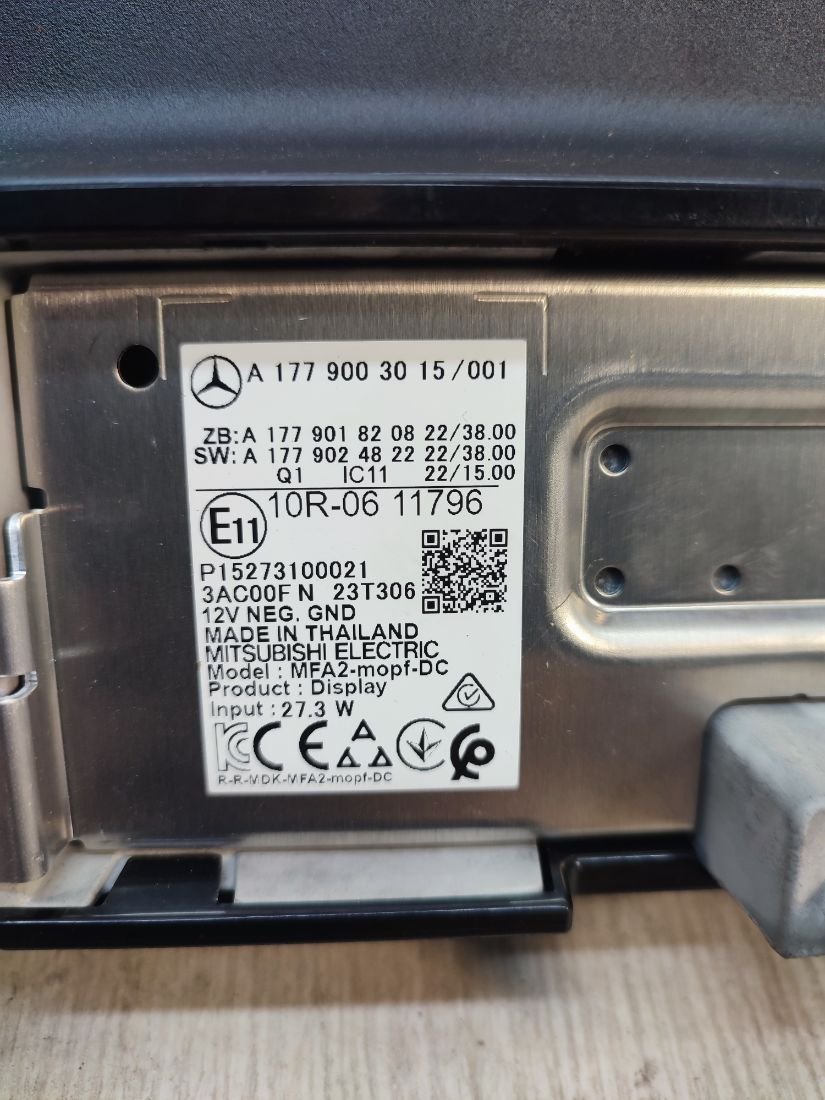 A 177 900 30 15/001
ZB:A 177 901 82 08 22/38.00
SW:A 177 902 48 22 22/38.00
Q1 IC11 22/15.00
E11 10R-06 11796
P15273100021
3AC00F N 23T306
12V NEG. GND
MADE IN THAILAND
MITSUBISHI ELECTRIC
Model : MFA2-mopf-DC
Product : Display
Input : 27.3 W
R-R-MDK-MFA2-mopf-DC